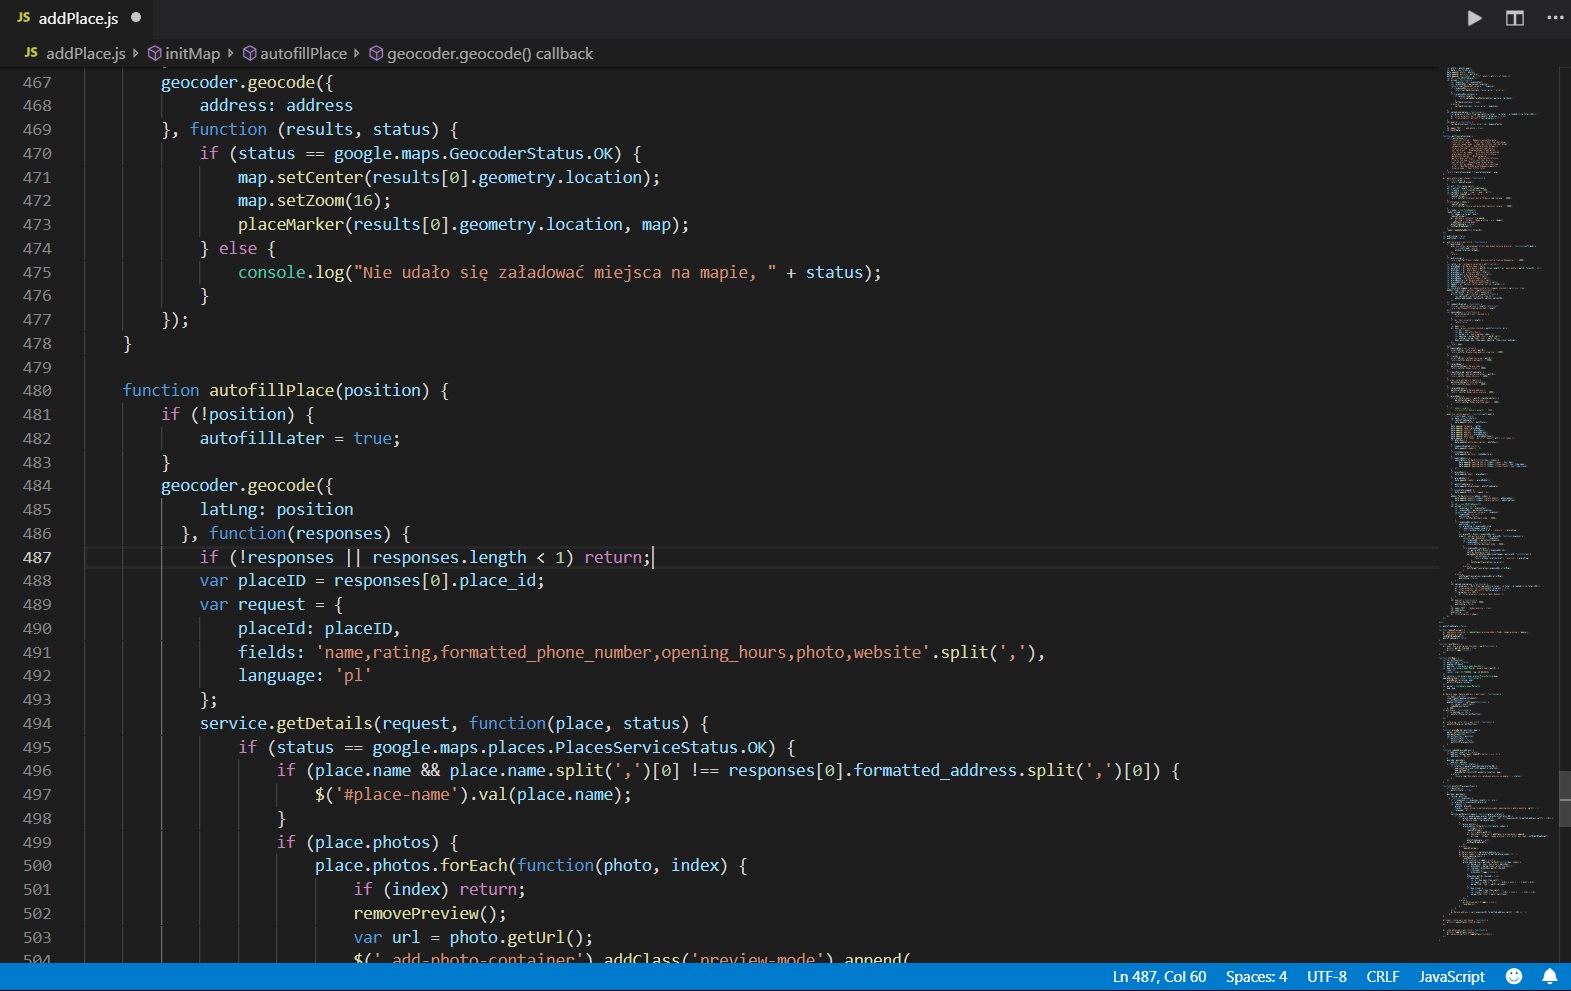 JS addPlace.js ●
JS addPlace.js initMap autofillPlace geocoder.geocode() callback
467 geocoder.geocode({
468 address: address
469 }, function (results, status) {
470 if (status == google.maps.GeocoderStatus.OK) {
471 map.setCenter(results[0].geometry.location);
472 map.setZoom(16);
473 placeMarker(results[0].geometry.location, map);
474 } else {
475 console.log("Nie udało się załadować miejsca na mapie, " + status);
476 }
477 });
478 }
479
480 function autofillPlace(position) {
481 if (!position) {
482 autofillLater = true;
483 }
484 geocoder.geocode({
485 latLng: position
486 }, function(responses) {
487 if (!responses || responses.length < 1) return;
488 var placeID = responses[0].place_id;
489 var request = {
490 placeId: placeID,
491 fields: 'name,rating,formatted_phone_number,opening_hours,photo,website'.split(','),
492 language: 'pl'
493 };
494 service.getDetails(request, function(place, status) {
495 if (status == google.maps.places.PlacesServiceStatus.OK) {
496 if (place.name && place.name.split(',')[0] !== responses[0].formatted_address.split(',')[0]) {
497 $('#place-name').val(place.name);
498 }
499 if (place.photos) {
500 place.photos.forEach(function(photo, index) {
501 if (index) return;
502 removePreview();
503 var url = photo.getUrl();
504 $('.add-photo-container').addClass('preview-mode').append(
Ln 487, Col 60 Spaces: 4 UTF-8 CRLF JavaScript